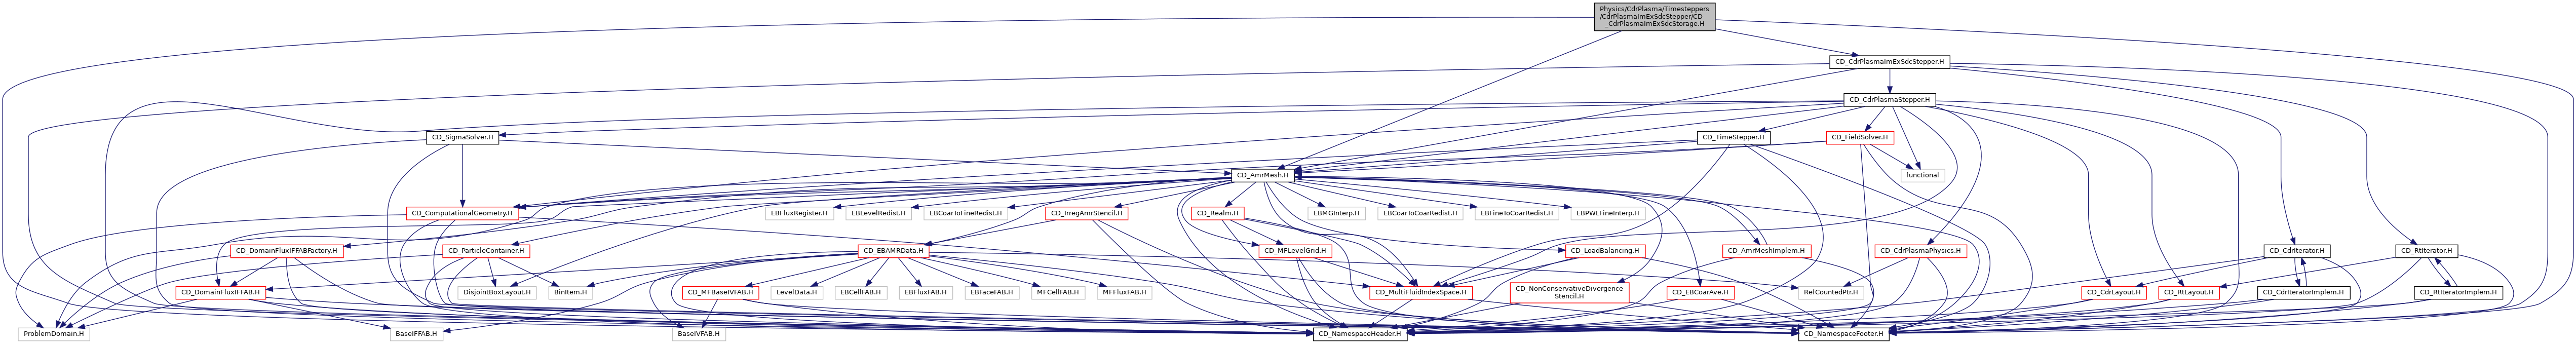 Physics/CdrPlasma/Timesteppers
/CdrPlasmaImExSdcStepper/CD
_CdrPlasmaImExSdcStorage.H
CD_CdrPlasmaImExSdcStepper.H
CD_CdrPlasmaStepper.H
CD_SigmaSolver.H
CD_TimeStepper.H
CD_FieldSolver.H
CD_AmrMesh.H
functional
CD_ComputationalGeometry.H
EBFluxRegister.H
EBLevelRedist.H
EBCoarToFineRedist.H
CD_IrregAmrStencil.H
CD_Realm.H
EBMGInterp.H
EBCoarToCoarRedist.H
EBFineToCoarRedist.H
EBPWLFineInterp.H
CD_DomainFluxIFFABFactory.H
CD_ParticleContainer.H
CD_EBAMRData.H
CD_MFLevelGrid.H
CD_LoadBalancing.H
CD_AmrMeshImplem.H
CD_CdrPlasmaPhysics.H
CD_CdrIterator.H
CD_RtIterator.H
CD_DomainFluxIFFAB.H
DisjointBoxLayout.H
BinItem.H
CD_MFBaseIVFAB.H
LevelData.H
EBCellFAB.H
EBFluxFAB.H
EBFaceFAB.H
MFCellFAB.H
MFFluxFAB.H
CD_MultiFluidIndexSpace.H
CD_NonConservativeDivergence
Stencil.H
CD_EBCoarAve.H
RefCountedPtr.H
CD_CdrLayout.H
CD_RtLayout.H
CD_CdrIteratorImplem.H
CD_RtIteratorImplem.H
ProblemDomain.H
BaseIFFAB.H
BaseIVFAB.H
CD_NamespaceHeader.H
CD_NamespaceFooter.H